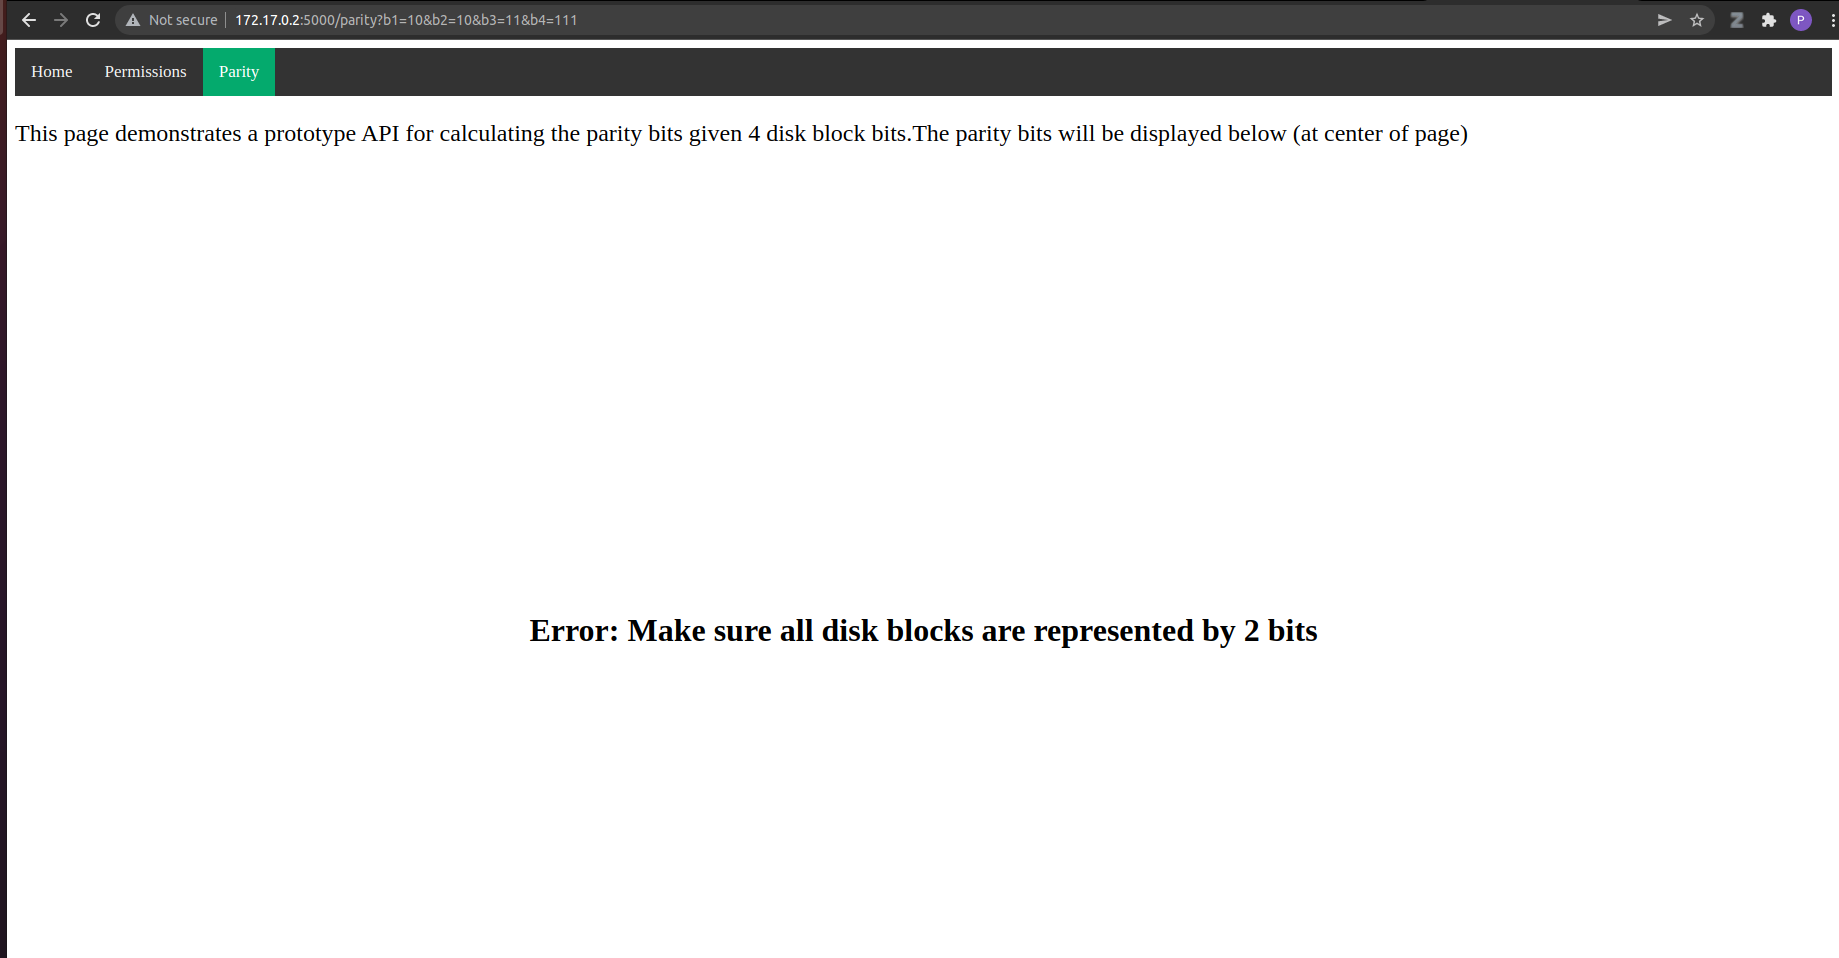 Not secure 172.17.0.2:5000/parity?b1=10&b2=10&b3=11&b4=111 Z P
Home Permissions Parity
This page demonstrates a prototype API for calculating the parity bits given 4 disk block bits.The parity bits will be displayed below (at center of page)
Error: Make sure all disk blocks are represented by 2 bits